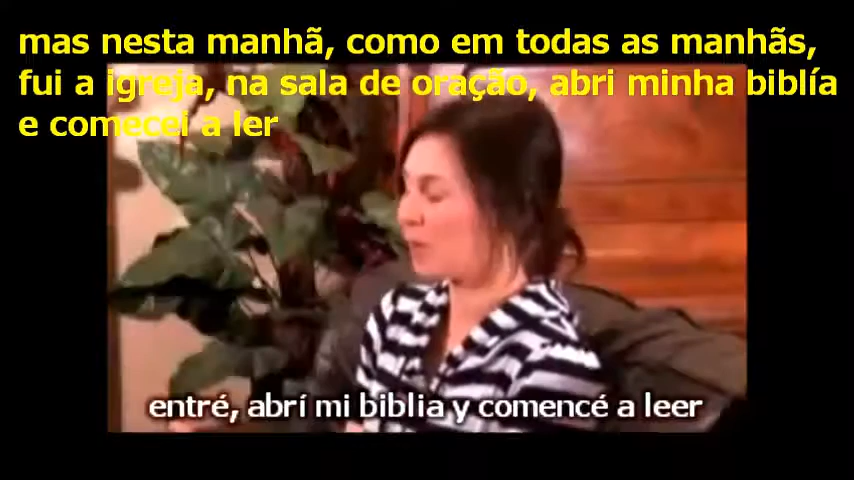 mas nesta manhã, como em todas as manhãs,
fui a igreja, na sala de oração, abri minha biblía
e comecei a ler
entré, abrí mi biblia y comencé a leer